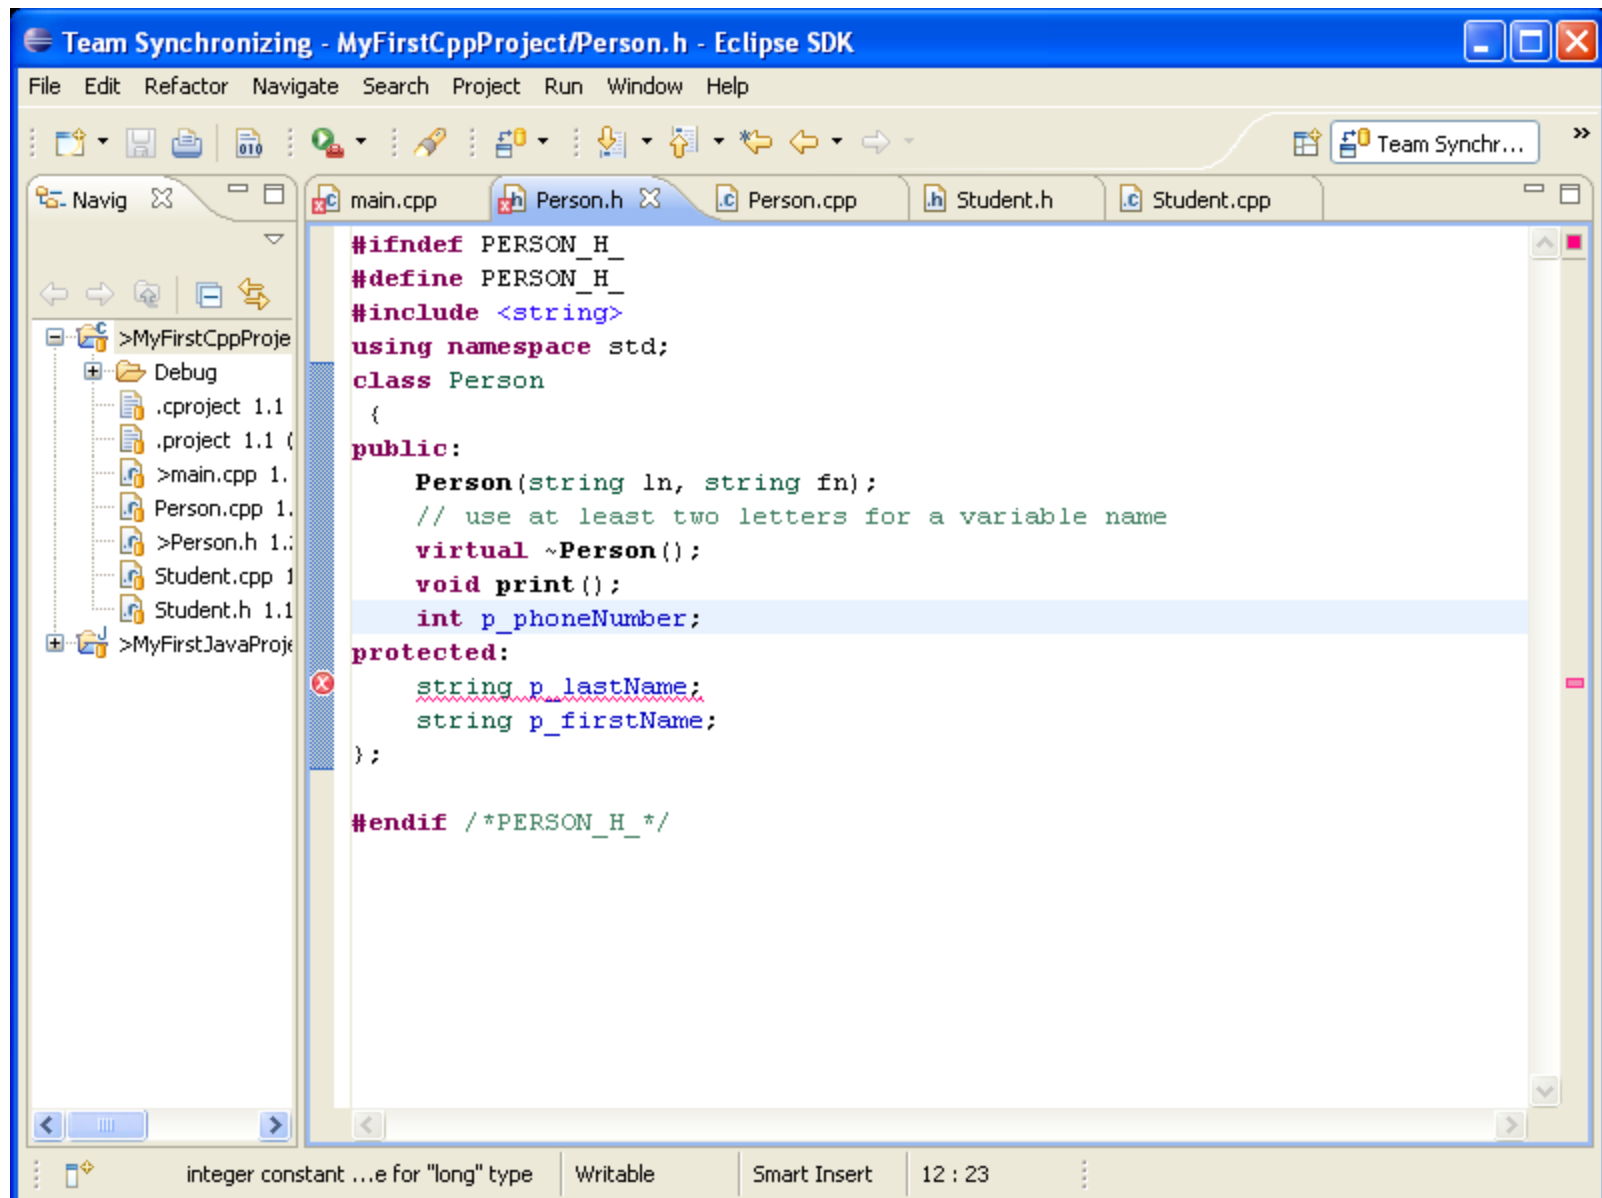 Team Synchronizing - MyFirstCppProject/Person.h - Eclipse SDK
File Edit Refactor Navigate Search Project Run Window Help
010
Team Synchr... »
Navig
main.cpp Person.h Person.cpp Student.h Student.cpp
>MyFirstCppProje
Debug
.cproject 1.1
.project 1.1 (
>main.cpp 1.
Person.cpp 1.
>Person.h 1.
Student.cpp 1
Student.h 1.1
>MyFirstJavaProje
#ifndef PERSON_H_
#define PERSON_H_
#include <string>
using namespace std;
class Person
{
public:
Person(string ln, string fn);
// use at least two letters for a variable name
virtual ~Person();
void print();
int p_phoneNumber;
protected:
string p_lastName;
string p_firstName;
};
#endif /*PERSON_H_*/
integer constant ...e for "long" type Writable Smart Insert 12 : 23